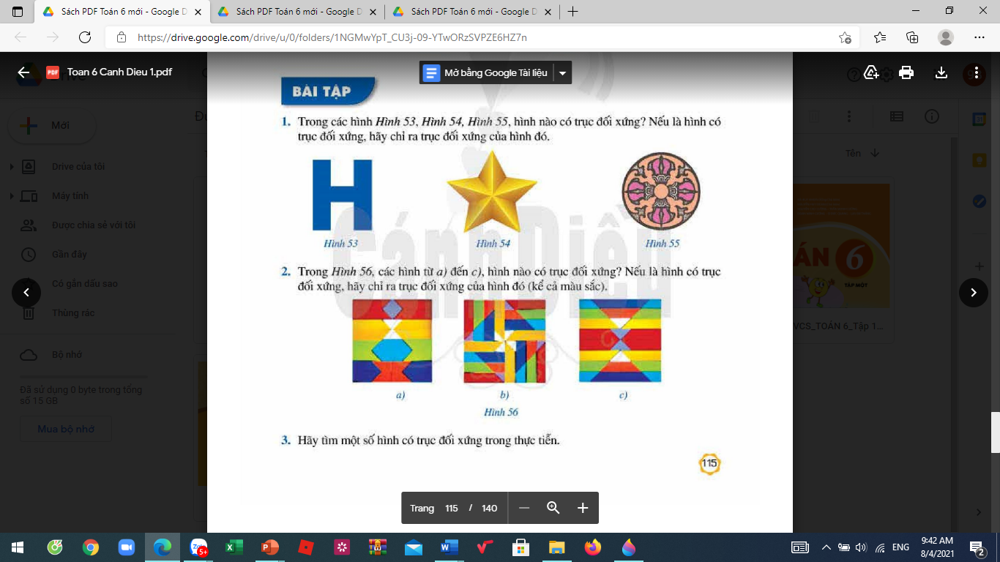 Sách PDF Toán 6 mới - Google D
Sách PDF Toán 6 mới - Google D
Sách PDF Toán 6 mới - Google D
https://drive.google.com/drive/u/0/folders/1NGMwYpT_CU3j-09-YTwORzSVPZE6HZ7n
PDF
Toan 6 Canh Dieu 1.pdf
Mở bằng Google Tài liệu
Mới
Drive của tôi
Máy tính
Được chia sẻ với tôi
Gần đây
Có gắn dấu sao
Thùng rác
Bộ nhớ
Đã sử dụng 0 byte trong tổng
số 15 GB
Mua bộ nhớ
Tên
BÀI TẬP
1. Trong các hình Hình 53, Hình 54, Hình 55, hình nào có trục đối xứng? Nếu là hình có
trục đối xứng, hãy chỉ ra trục đối xứng của hình đó.
H
Hình 53
Hình 54
Hình 55
Cánh Diều
2. Trong Hình 56, các hình từ a) đến c), hình nào có trục đối xứng? Nếu là hình có trục
đối xứng, hãy chỉ ra trục đối xứng của hình đó (kể cả màu sắc).
a)
b)
c)
Hình 56
3. Hãy tìm một số hình có trục đối xứng trong thực tiễn.
115
ÁN 6
TẬP MỘT
VCS_TOÁN 6_Tập 1...
Trang 115 / 140
5+
ENG
9:42 AM
8/4/2021
2